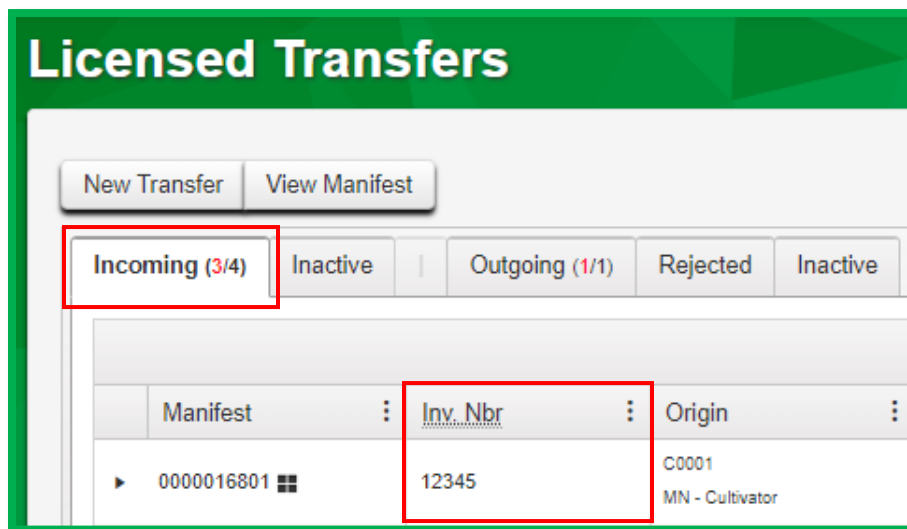 Licensed Transfers
New Transfer View Manifest
Incoming (3/4) Inactive | Outgoing (1/1) Rejected Inactive
Manifest Inv. Nbr Origin
0000016801 12345 C0001
MN - Cultivator